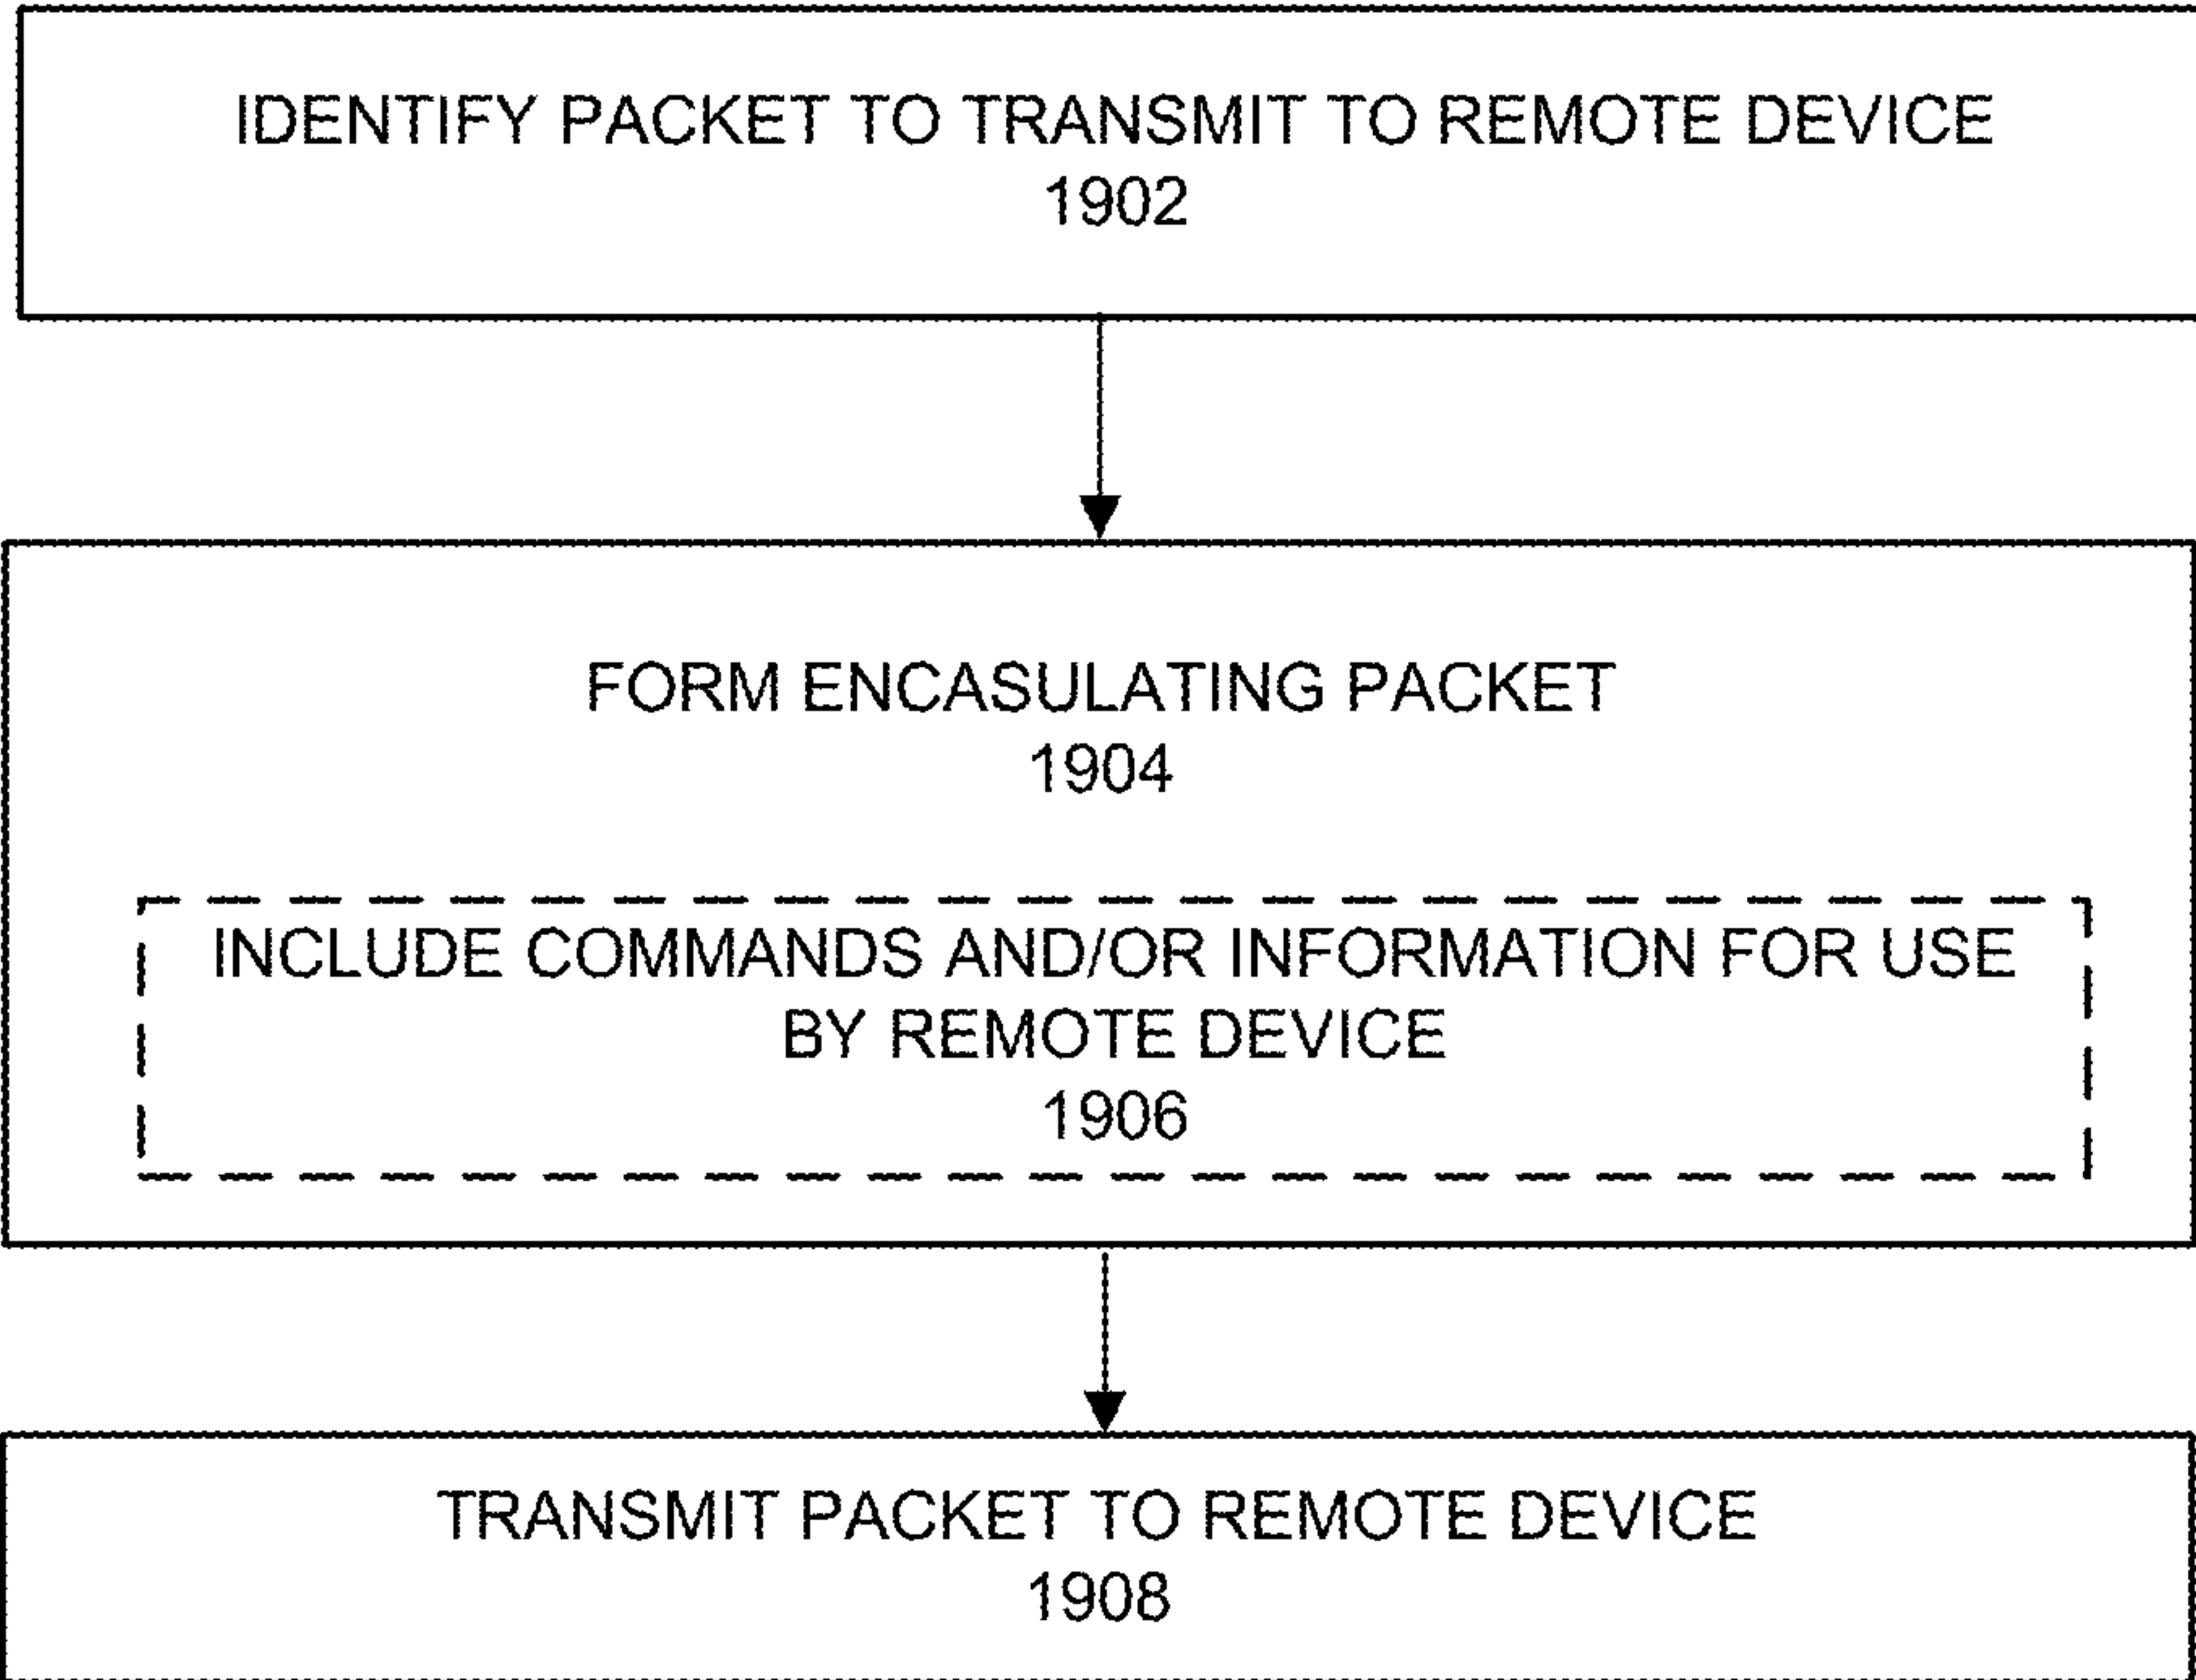 IDENTIFY PACKET TO TRANSMIT TO REMOTE DEVICE
1902
FORM ENCASULATING PACKET
1904
INCLUDE COMMANDS AND/OR INFORMATION FOR USE
BY REMOTE DEVICE
1906
TRANSMIT PACKET TO REMOTE DEVICE
1908